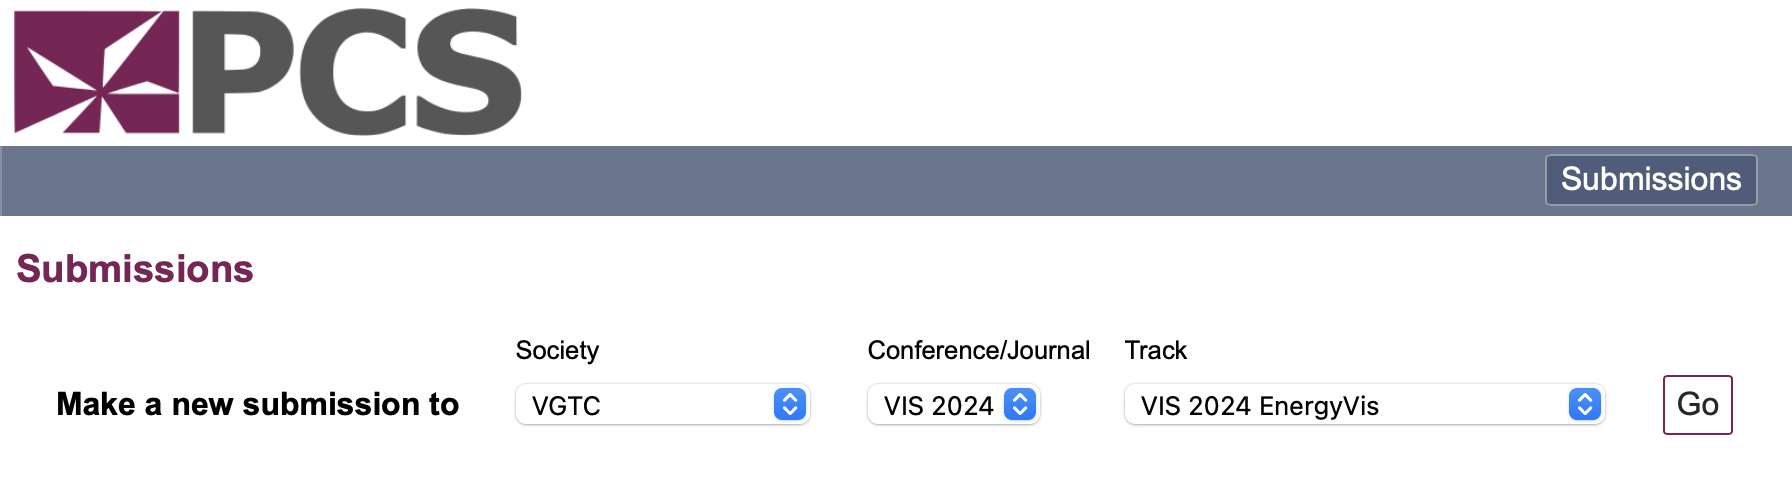 PCS
Submissions
Submissions
Society Conference/Journal Track
Make a new submission to VGTC VIS 2024 VIS 2024 EnergyVis Go